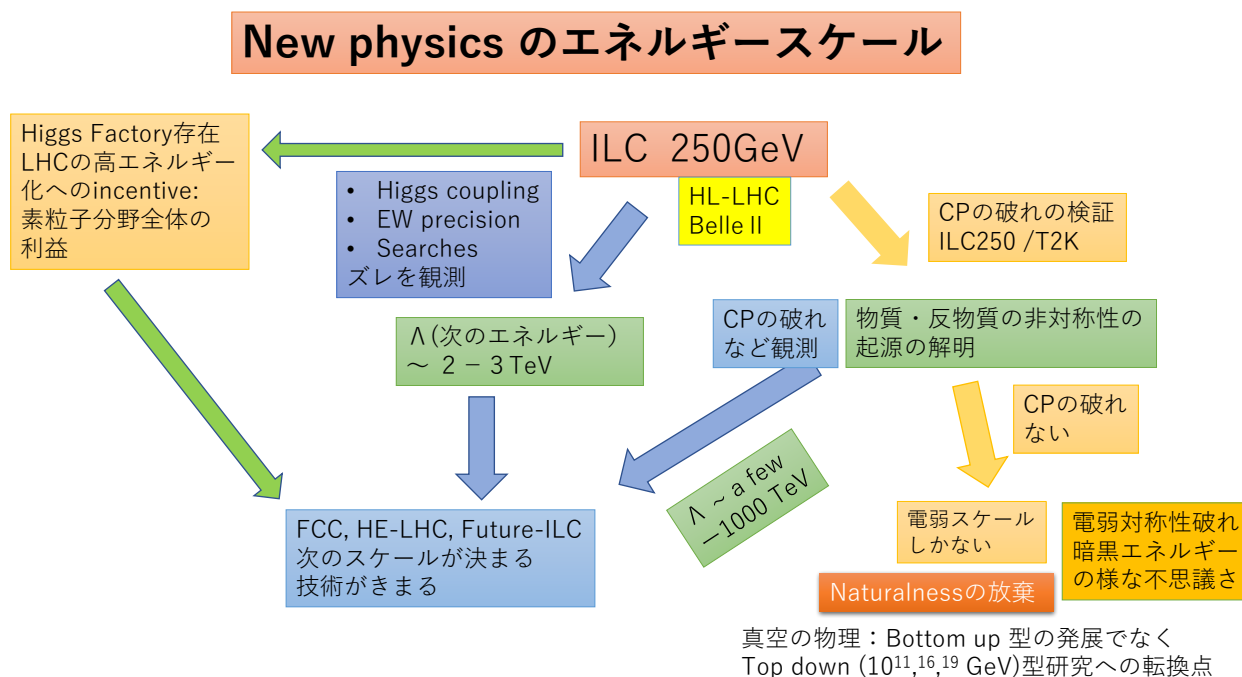 New physics のエネルギースケール
Higgs Factory存在
LHCの高エネルギー
化へのincentive:
素粒子分野全体の
利益
ILC 250GeV
• Higgs coupling
• EW precision
• Searches
ズレを観測
HL-LHC
Belle II
CPの破れの検証
ILC250 /T2K
Λ(次のエネルギー)
～ 2 – 3 TeV
CPの破れ
など観測
物質・反物質の非対称性の
起源の解明
CPの破れ
ない
Λ ~ a few
—1000 TeV
FCC, HE-LHC, Future-ILC
次のスケールが決まる
技術がきまる
電弱スケール
しかない
電弱対称性破れ
暗黒エネルギー
の様な不思議さ
Naturalnessの放棄
真空の物理：Bottom up 型の発展でなく
Top down (10¹¹,¹⁶,¹⁹ GeV)型研究への転換点